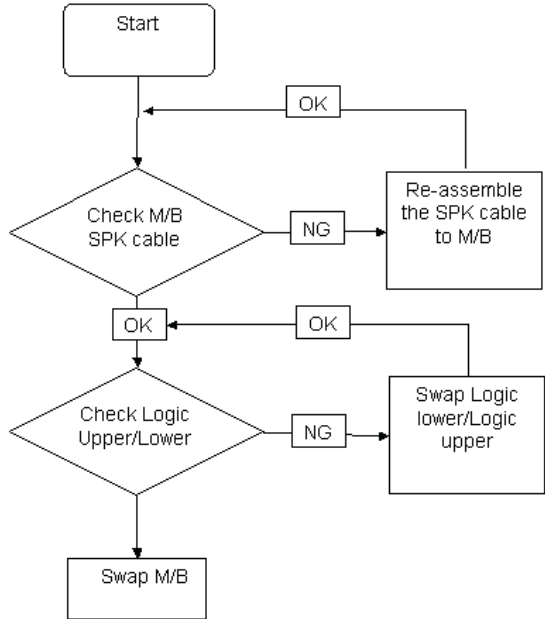 Start
OK
Check M/B
SPK cable
NG
Re-assemble
the SPK cable
to M/B
OK
OK
Check Logic
Upper/Lower
NG
Swap Logic
lower/Logic
upper
Swap M/B